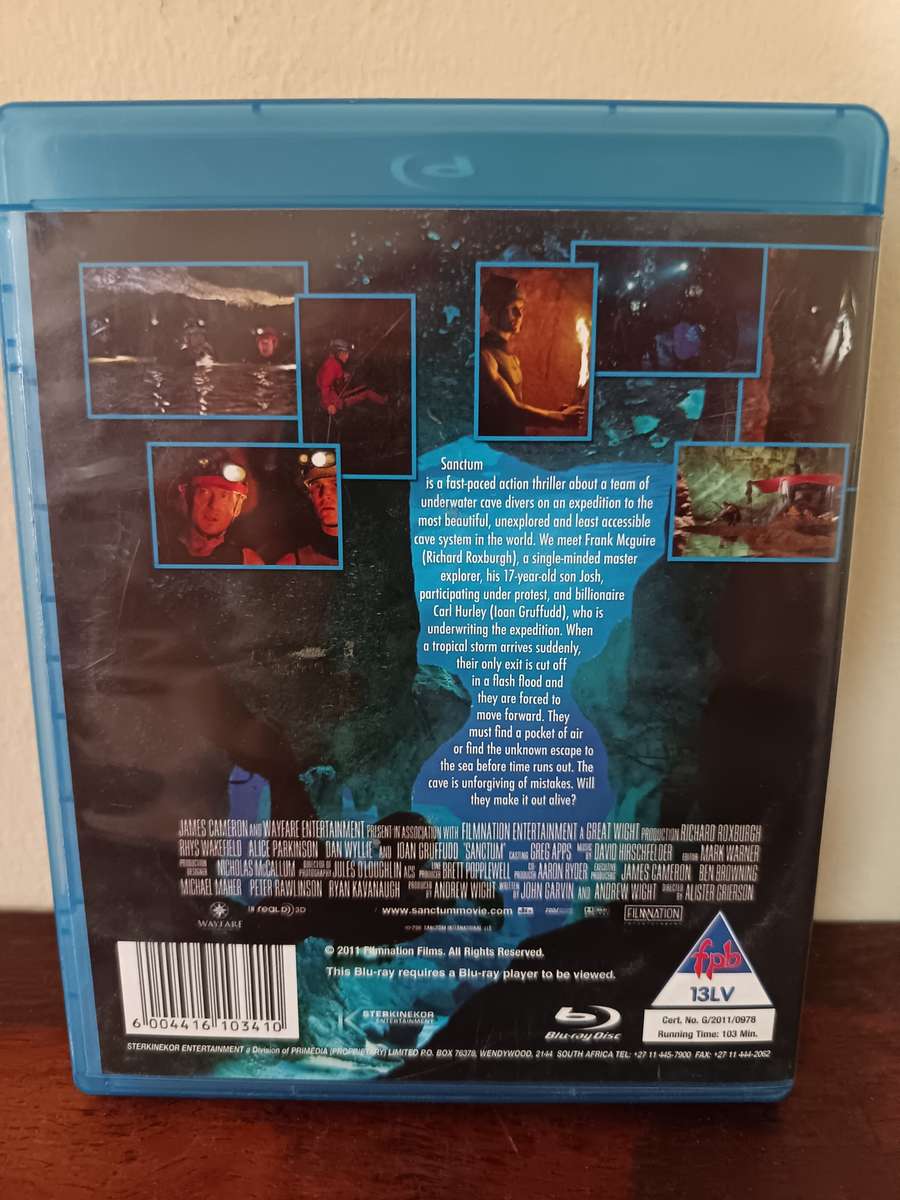 Sanctum
is a fast-paced action thriller about a team of
underwater cave divers on an expedition to the
most beautiful, unexplored and least accessible
cave system in the world. We meet Frank Mcguire
(Richard Roxburgh), a single-minded master
explorer, his 17-year-old son Josh,
participating under protest, and billionaire
Carl Hurley (Ioan Gruffudd), who is
underwriting the expedition. When
a tropical storm arrives suddenly,
their only exit is cut off
in a flash flood and
they are forced to
move forward. They
must find a pocket of air
or find the unknown escape to
the sea before time runs out. The
cave is unforgiving of mistakes. Will
they make it out alive?
JAMES CAMERON AND WAYFARE ENTERTAINMENT PRESENT IN ASSOCIATION WITH FILMNATION ENTERTAINMENT A GREAT WIGHT PRODUCTION RICHARD ROXBURGH
RHYS WAKEFIELD ALICE PARKINSON DAN WYLLIE AND IOAN GRUFFUDD "SANCTUM" CASTING GREG APPS MUSIC BY DAVID HIRSCHFELDER EDITOR MARK WARNER
PRODUCTION DESIGNER NICHOLAS McCALLUM DIRECTOR OF PHOTOGRAPHY JULES O'LOUGHLIN ACS LINE PRODUCER BRETT POPPLEWELL CO PRODUCER AARON RYDER EXECUTIVE PRODUCERS JAMES CAMERON BEN BROWNING
MICHAEL MAHER PETER RAWLINSON RYAN KAVANAUGH PRODUCED BY ANDREW WIGHT WRITTEN BY JOHN GARVIN AND ANDREW WIGHT DIRECTED BY ALISTER GRIERSON
WAYFARE
ENTERTAINMENT
IN REALD 3D
www.sanctummovie.com
dts
FILMNATION
ENTERTAINMENT
SANCTUM INTERNATIONAL, LLC
© 2011 Filmnation Films. All Rights Reserved.
This Blu-ray requires a Blu-ray player to be viewed.
fpb
13LV
Cert. No. G/2011/0978
Running Time: 103 Min.
6 004416 103410
STERKINEKOR
ENTERTAINMENT
Blu-ray Disc
STERKINEKOR ENTERTAINMENT a Division of PRIMEDIA (PROPRIETARY) LIMITED P.O. BOX 76378, WENDYWOOD, 2144 SOUTH AFRICA TEL: +27 11 445-7900 FAX: +27 11 444-2062